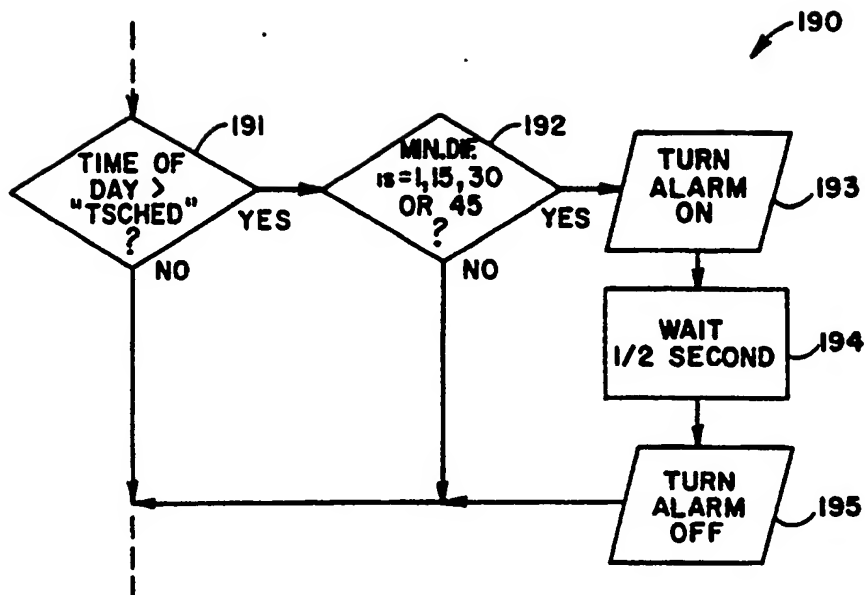 190
191
TIME OF
DAY >
"TSCHED"
?
YES
NO
192
MIN.DIF.
is=1,15,30
OR 45
?
YES
NO
TURN
ALARM
ON
193
WAIT
1/2 SECOND
194
TURN
ALARM
OFF
195